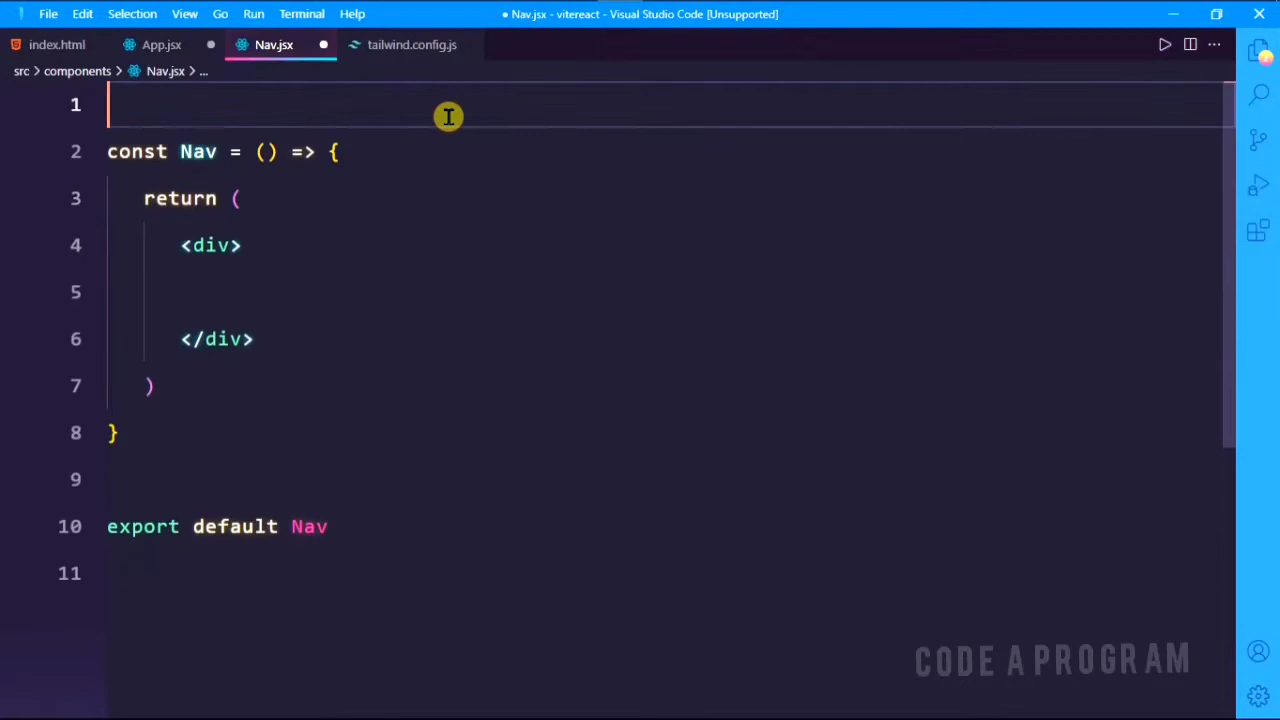 File Edit Selection View Go Run Terminal Help
● Nav.jsx - vitereact - Visual Studio Code [Unsupported]
index.html App.jsx ● Nav.jsx ● tailwind.config.js
src > components > Nav.jsx > ...
1
2 const Nav = () => {
3 return (
4 <div>
5
6 </div>
7 )
8 }
9
10 export default Nav
11
CODE A PROGRAM